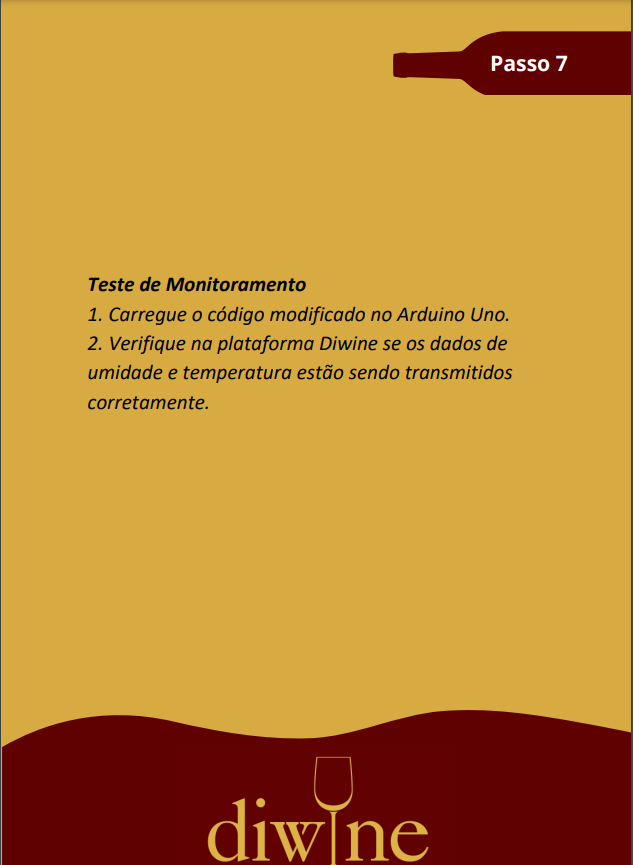 Passo 7
Teste de Monitoramento
1. Carregue o código modificado no Arduino Uno.
2. Verifique na plataforma Diwine se os dados de
umidade e temperatura estão sendo transmitidos
corretamente.
diwine